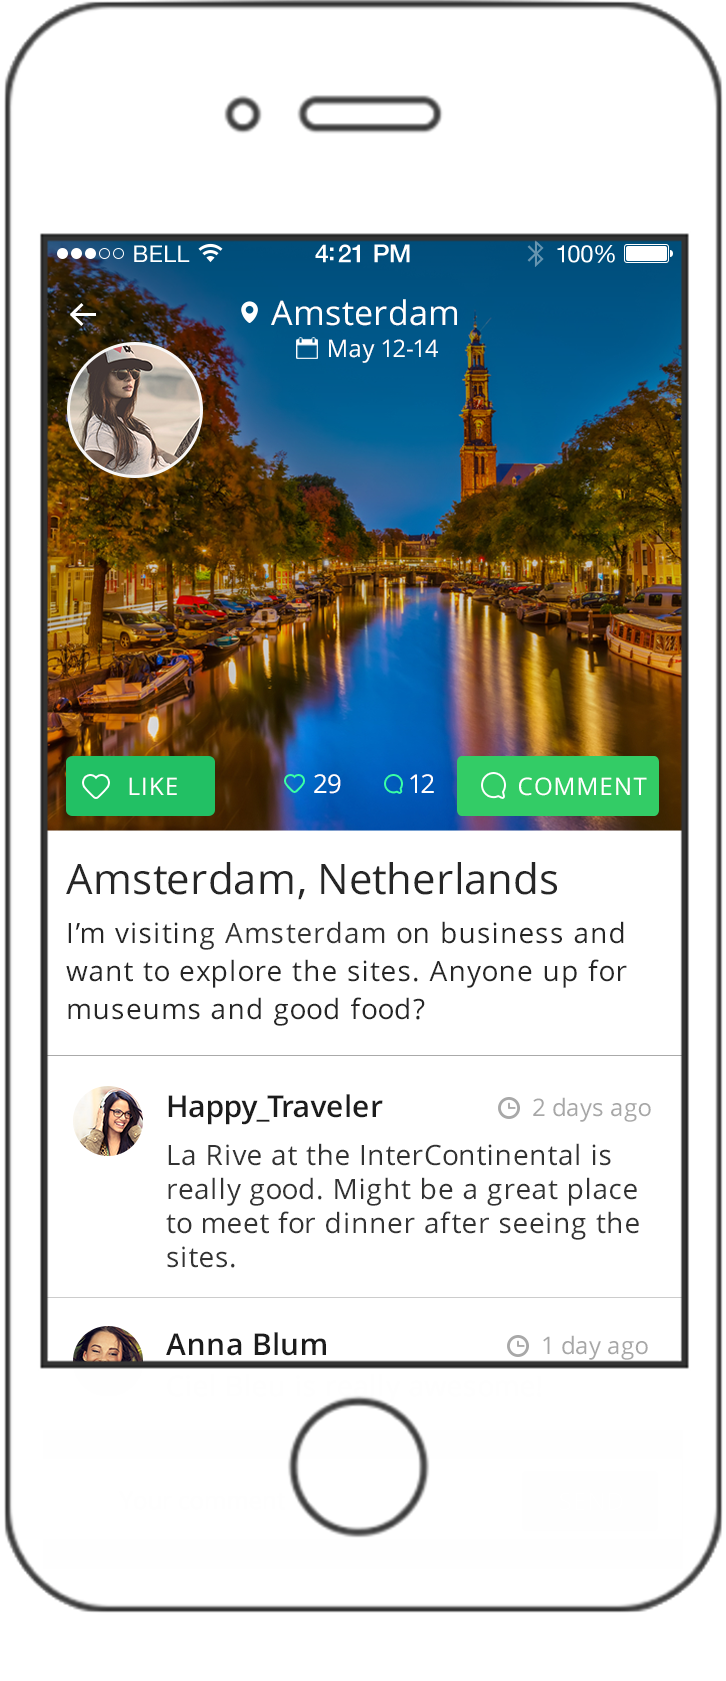 BELL 4:21 PM 100%
Amsterdam
May 12-14
LIKE 29 12 COMMENT
Amsterdam, Netherlands
I'm visiting Amsterdam on business and
want to explore the sites. Anyone up for
museums and good food?
Happy_Traveler 2 days ago
La Rive at the InterContinental is
really good. Might be a great place
to meet for dinner after seeing the
sites.
Anna Blum 1 day ago